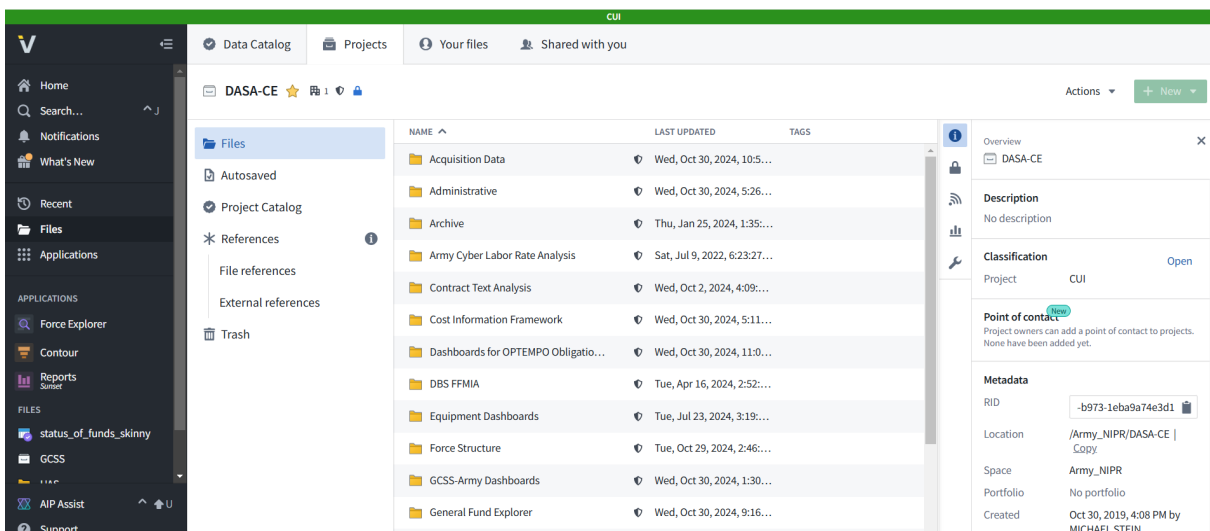 CUI
Data Catalog Projects Your files Shared with you
Home
Search... ^ J
Notifications
What's New
Recent
Files
Applications
APPLICATIONS
Force Explorer
Contour
Reports
Sunset
FILES
status_of_funds_skinny
GCSS
AIP Assist ^ U
Support
DASA-CE 1
Actions
+ New
Files
Autosaved
Project Catalog
References
File references
External references
Trash
NAME LAST UPDATED TAGS
Acquisition Data Wed, Oct 30, 2024, 10:5...
Administrative Wed, Oct 30, 2024, 5:26...
Archive Thu, Jan 25, 2024, 1:35:...
Army Cyber Labor Rate Analysis Sat, Jul 9, 2022, 6:23:27...
Contract Text Analysis Wed, Oct 2, 2024, 4:09:...
Cost Information Framework Wed, Oct 30, 2024, 5:11...
Dashboards for OPTEMPO Obligatio... Wed, Oct 30, 2024, 11:0...
DBS FFMIA Tue, Apr 16, 2024, 2:52:...
Equipment Dashboards Tue, Jul 23, 2024, 3:19:...
Force Structure Tue, Oct 29, 2024, 2:46:...
GCSS-Army Dashboards Wed, Oct 30, 2024, 1:30...
General Fund Explorer Wed, Oct 30, 2024, 9:16...
Overview
DASA-CE
Description
No description
Classification Open
Project CUI
Point of contact New
Project owners can add a point of contact to projects.
None have been added yet.
Metadata
RID -b973-1eba9a74e3d1
Location /Army_NIPR/DASA-CE |
Copy
Space Army_NIPR
Portfolio No portfolio
Created Oct 30, 2019, 4:08 PM by
MICHAEL STEIN